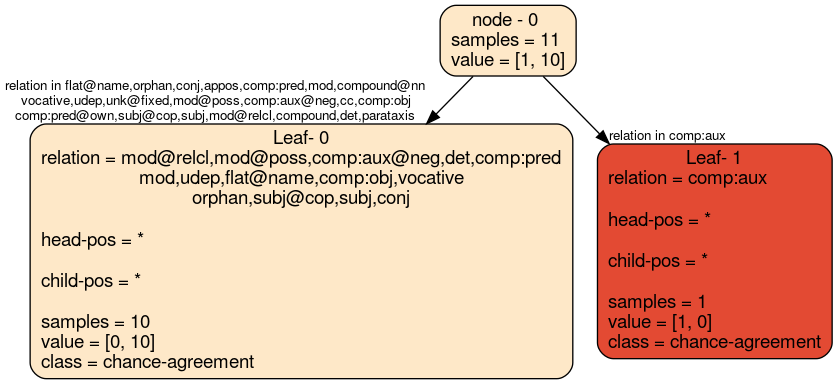 node - 0
samples = 11
value = [1, 10]
relation in flat@name,orphan,conj,appos,comp:pred,mod,compound@nn
vocative,udep,unk@fixed,mod@poss,comp:aux@neg,cc,comp:obj
comp:pred@own,subj@cop,subj,mod@relcl,compound,det,parataxis
relation in comp:aux
Leaf- 0
relation = mod@relcl,mod@poss,comp:aux@neg,det,comp:pred
mod,udep,flat@name,comp:obj,vocative
orphan,subj@cop,subj,conj
head-pos = *
child-pos = *
samples = 10
value = [0, 10]
class = chance-agreement
Leaf- 1
relation = comp:aux
head-pos = *
child-pos = *
samples = 1
value = [1, 0]
class = chance-agreement